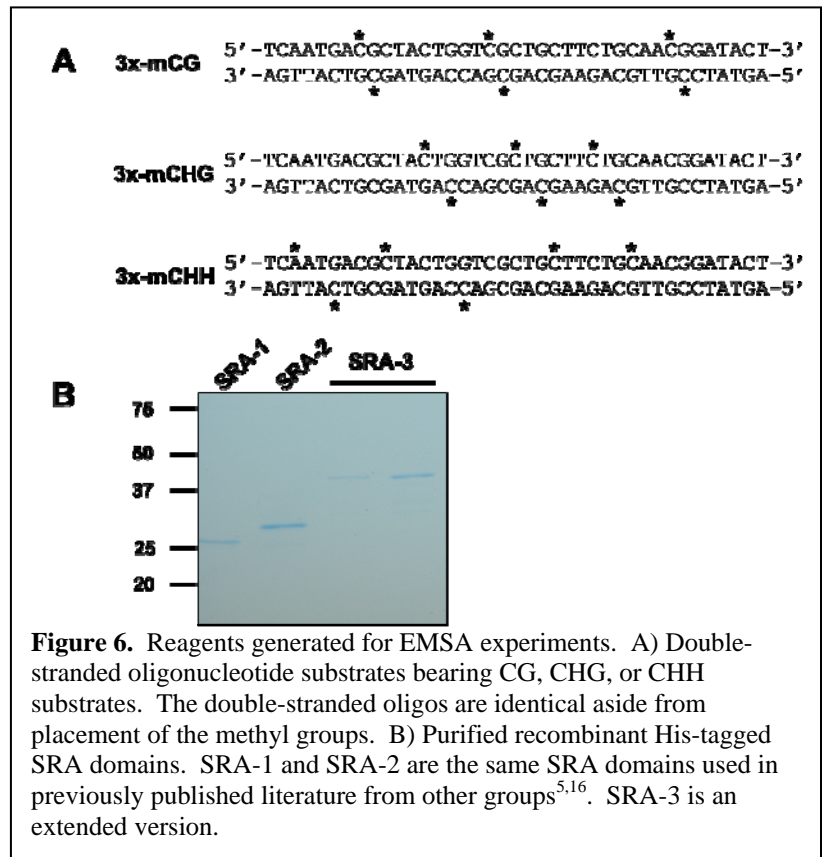 A
* * *
3x-mCG 5'-TCAATGACGCTACTGGTCGCTGCTTCTGCAACGGATACT-3'
3'-AGTTACTGCGATGACCAGCGACGAAGACGTTGCCTATGA-5'
* * *
* * *
3x-mCHG 5'-TCAATGACGCTACTGGTCGCTGCTTCTGCAACGGATACT-3'
3'-AGTTACTGCGATGACCAGCGACGAAGACGTTGCCTATGA-5'
* * *
* * * *
3x-mCHH 5'-TCAATGACGCTACTGGTCGCTGCTTCTGCAACGGATACT-3'
3'-AGTTACTGCGATGACCAGCGACGAAGACGTTGCCTATGA-5'
* *
B
SRA-1 SRA-2 SRA-3
75
50
37
25
20
Figure 6. Reagents generated for EMSA experiments. A) Double-
stranded oligonucleotide substrates bearing CG, CHG, or CHH
substrates. The double-stranded oligos are identical aside from
placement of the methyl groups. B) Purified recombinant His-tagged
SRA domains. SRA-1 and SRA-2 are the same SRA domains used in
previously published literature from other groups5,16. SRA-3 is an
extended version.